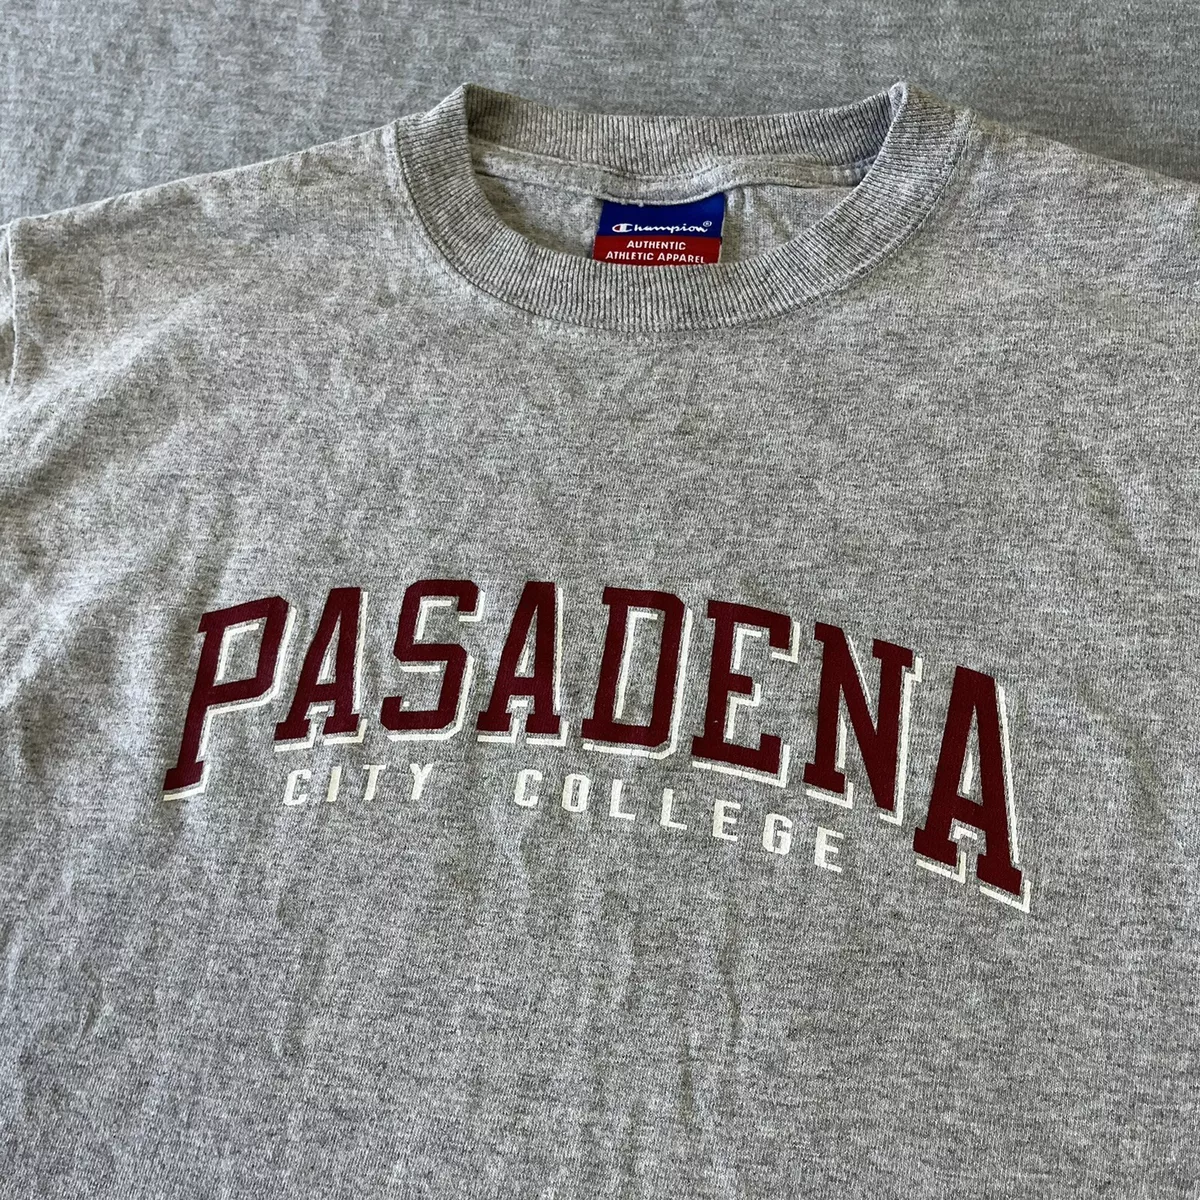 Champion®
AUTHENTIC
ATHLETIC APPAREL
PASADENA
CITY COLLEGE